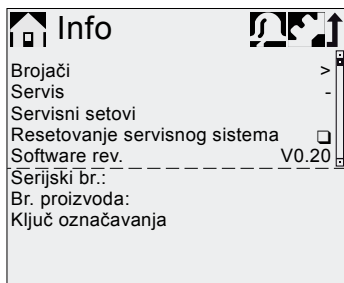 Info
Brojači >
Servis -
Servisni setovi
Resetovanje servisnog sistema
Software rev. V0.20
Serijski br.:
Br. proizvoda:
Ključ označavanja